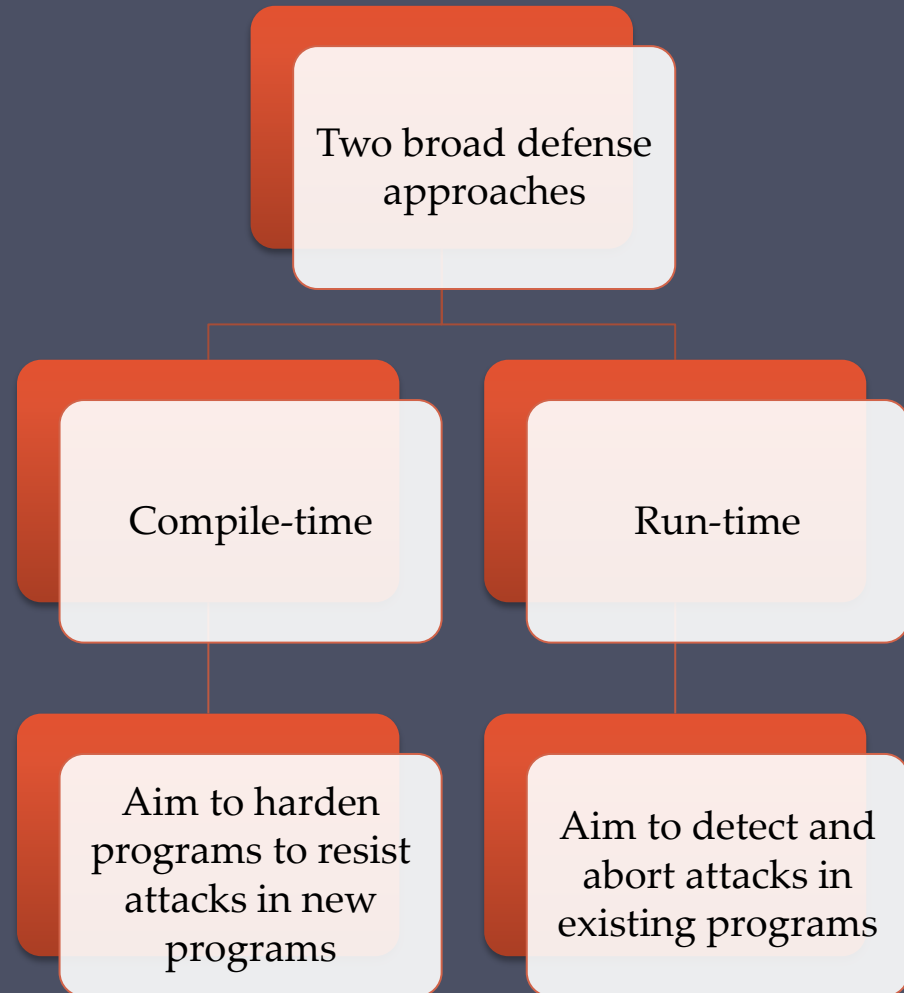 Two broad defense
approaches
Compile-time
Run-time
Aim to harden
programs to resist
attacks in new
programs
Aim to detect and
abort attacks in
existing programs